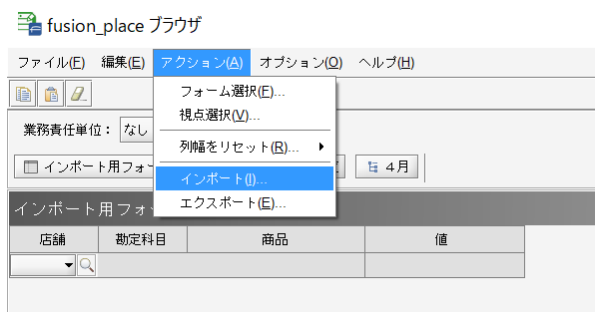 fusion_place ブラウザ
ファイル(F) 編集(E) アクション(A) オプション(O) ヘルプ(H)
フォーム選択(F)...
視点選択(V)...
業務責任単位： なし
列幅をリセット(R)...
インポート用フォー
4月
インポート(I)...
エクスポート(E)...
インポート用フォ
店舗 勘定科目 商品 値